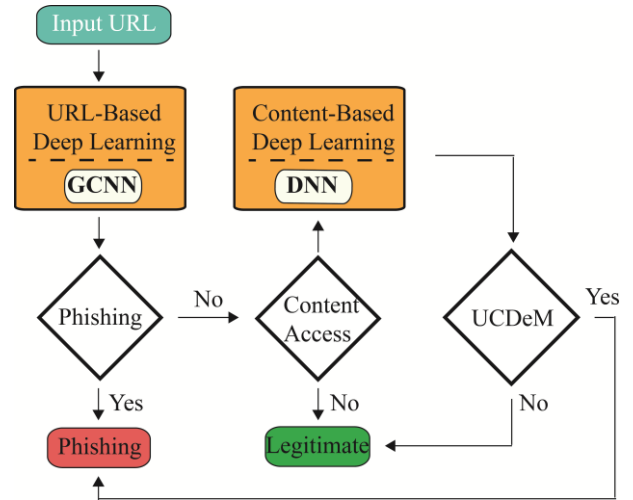 Input URL
URL-Based
Deep Learning
GCNN
Content-Based
Deep Learning
DNN
Phishing
No
Content
Access
UCDeM
Yes
Yes
No
No
Phishing
Legitimate